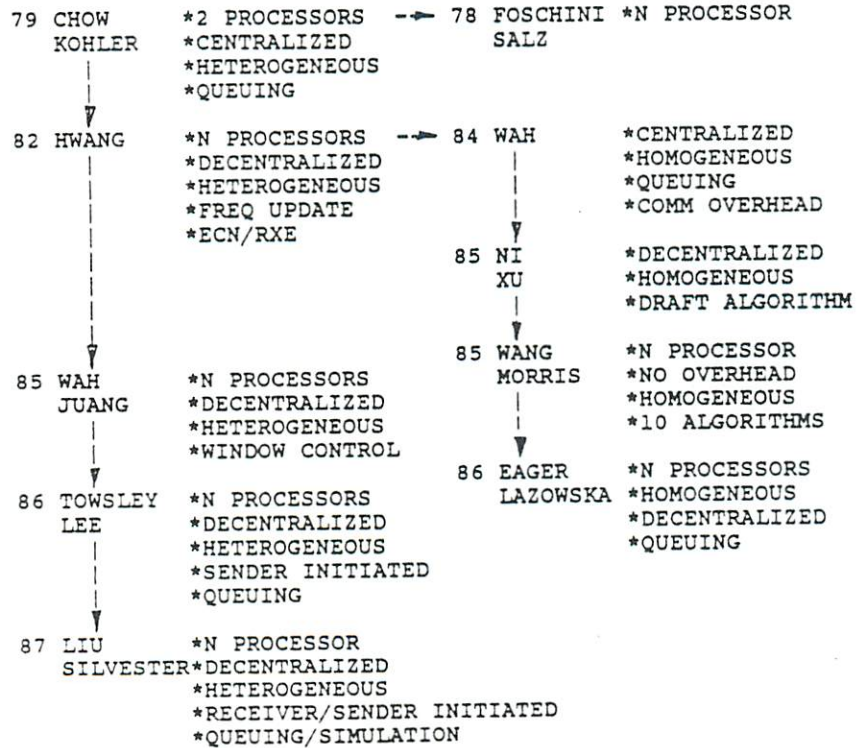 79 CHOW *2 PROCESSORS 78 FOSCHINI *N PROCESSOR
KOHLER *CENTRALIZED SALZ
*HETEROGENEOUS
*QUEUING
82 HWANG *N PROCESSORS 84 WAH *CENTRALIZED
*DECENTRALIZED *HOMOGENEOUS
*HETEROGENEOUS *QUEUING
*FREQ UPDATE *COMM OVERHEAD
*ECN/RXE
85 NI *DECENTRALIZED
XU *HOMOGENEOUS
*DRAFT ALGORITHM
85 WANG *N PROCESSOR
85 WAH *N PROCESSORS MORRIS *NO OVERHEAD
JUANG *DECENTRALIZED *HOMOGENEOUS
*HETEROGENEOUS *10 ALGORITHMS
*WINDOW CONTROL
86 EAGER *N PROCESSORS
86 TOWSLEY *N PROCESSORS LAZOWSKA *HOMOGENEOUS
LEE *DECENTRALIZED *DECENTRALIZED
*HETEROGENEOUS *QUEUING
*SENDER INITIATED
*QUEUING
87 LIU *N PROCESSOR
SILVESTER*DECENTRALIZED
*HETEROGENEOUS
*RECEIVER/SENDER INITIATED
*QUEUING/SIMULATION